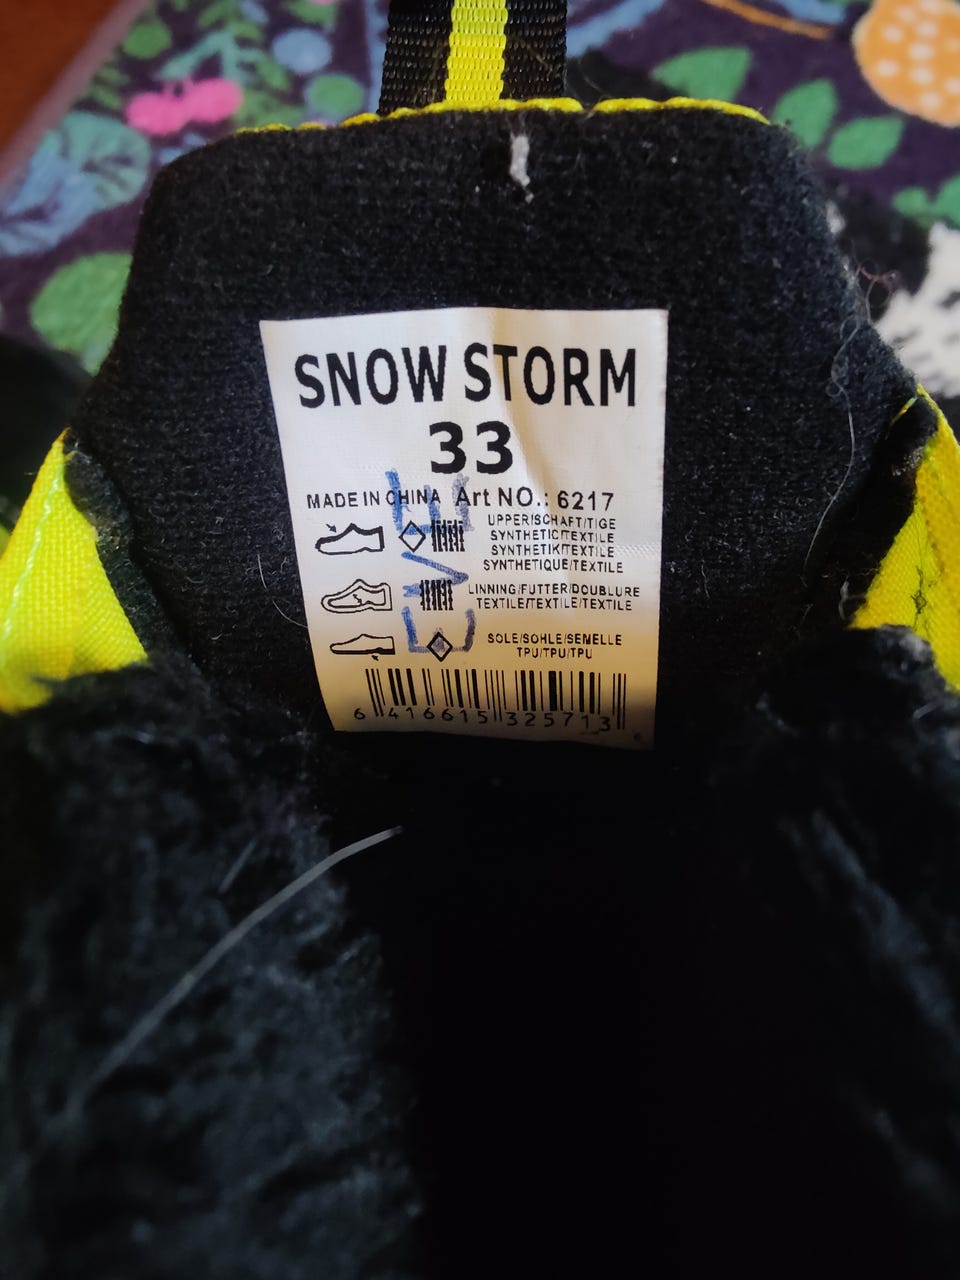 SNOW STORM
33
MADE IN CHINA Art NO.: 6217
UPPER/SCHAFT/TIGE
SYNTHETIC/TEXTILE
SYNTHETIK/TEXTILE
SYNTHETIQUE/TEXTILE
LINNING/FUTTER/DOUBLURE
TEXTILE/TEXTILE/TEXTILE
SOLE/SOHLE/SEMELLE
TPU/TPU/TPU
6 416615 325713